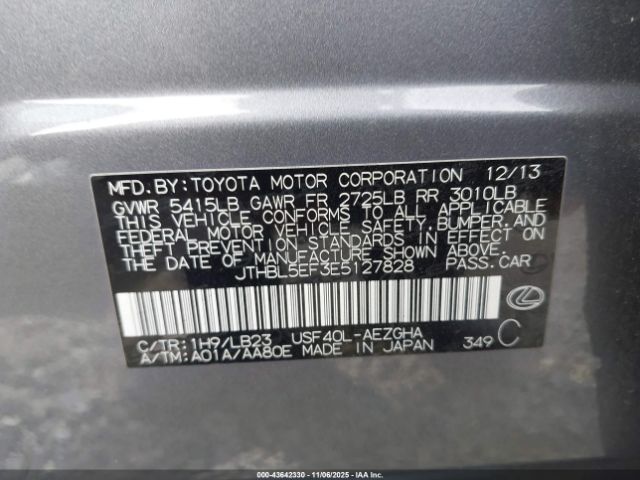 MFD.BY:TOYOTA MOTOR CORPORATION 12/13
GVWR 5415LB GAWR FR 2725LB RR 3010LB
THIS VEHICLE CONFORMS TO ALL APPLICABLE
FEDERAL MOTOR VEHICLE SAFETY,BUMPER,AND
THEFT PREVENTION STANDARDS IN EFFECT ON
THE DATE OF MANUFACTURE SHOWN ABOVE.
JTHBL5EF3E5127828 PASS.CAR
C/TR:1H9/LB23 USF40L-AEZGHA
A/TM:A01A/AA80E MADE IN JAPAN 349 C
000-43642330 - 11/06/2025 - IAAI.COM